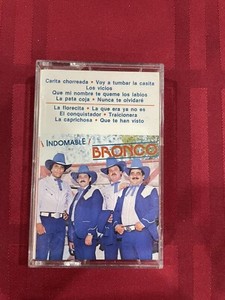 Carita chorreada • Voy a tumbar la casita
Los vicios
Que mi nombre te queme los labios
La pata coja • Nunca te olvidaré
La florecita • La que era ya no es
El conquistador • Traicionera
La caprichosa • Que te han visto
INDOMABLE/
BRONCO